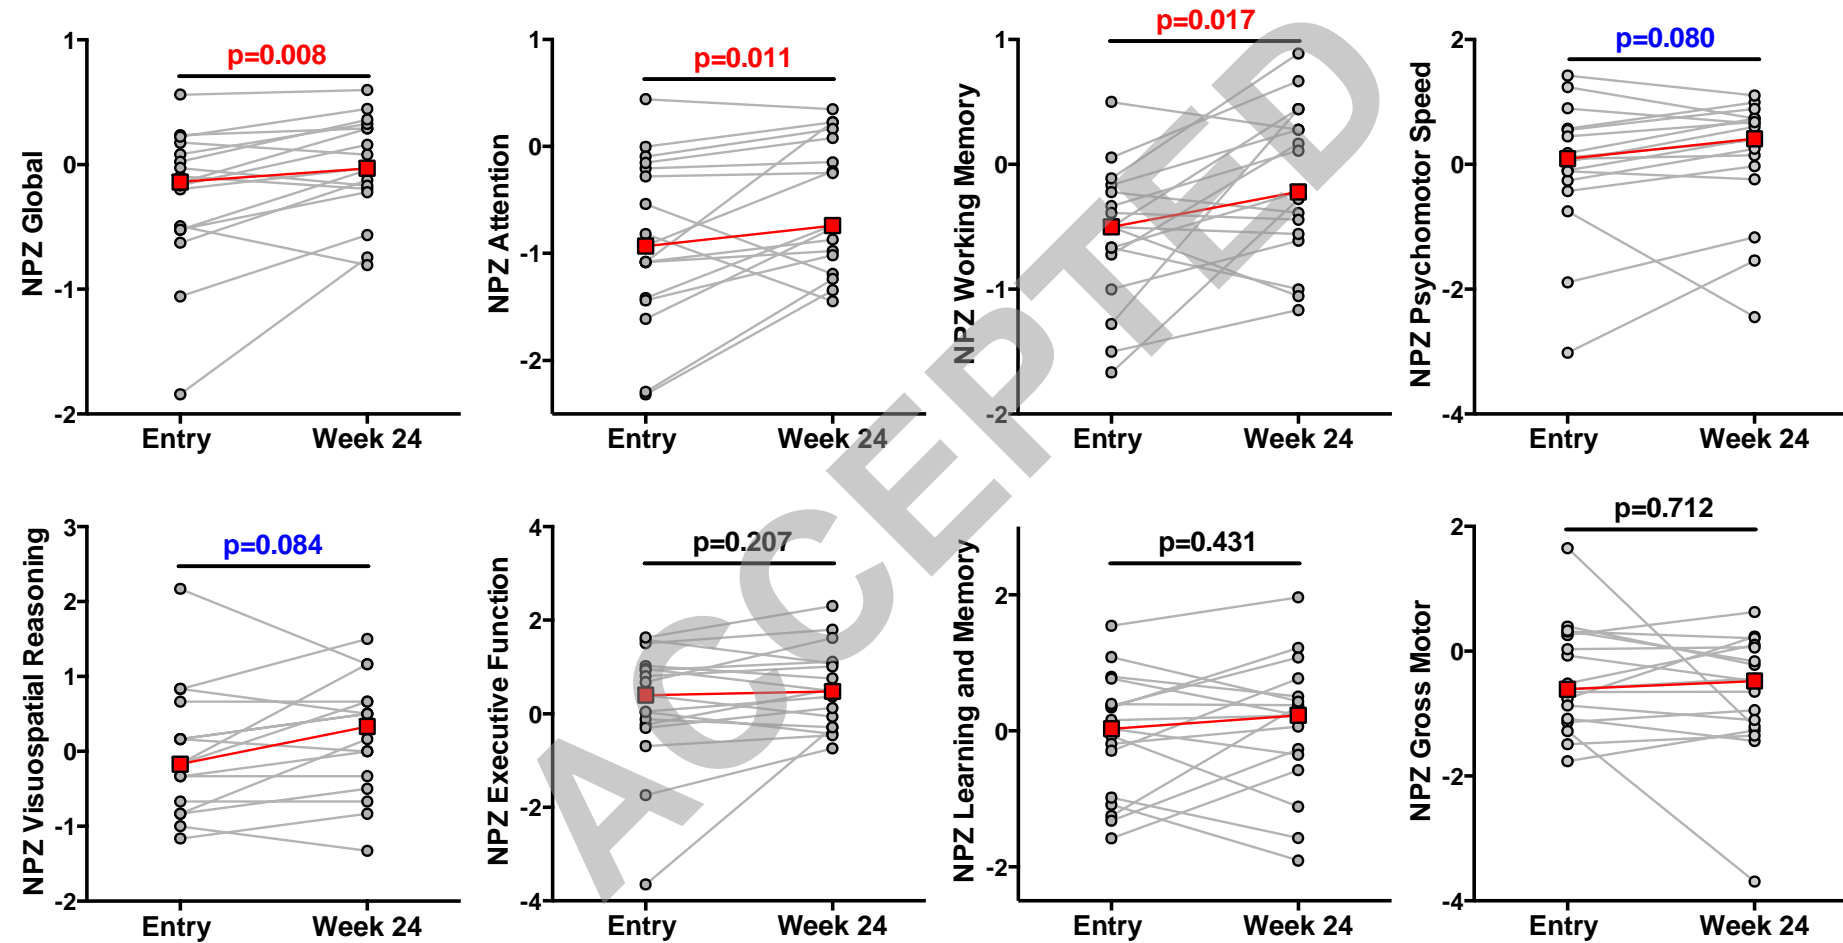 p=0.008
NPZ Global
1
0
-1
-2
Entry Week 24
p=0.011
NPZ Attention
1
0
-1
-2
Entry Week 24
p=0.017
NPZ Working Memory
1
0
-1
-2
Entry Week 24
p=0.080
NPZ Psychomotor Speed
2
0
-2
-4
Entry Week 24
p=0.084
NPZ Visuospatial Reasoning
3
2
1
0
-1
-2
Entry Week 24
p=0.207
NPZ Executive Function
4
2
0
-2
-4
Entry Week 24
p=0.431
NPZ Learning and Memory
2
0
-2
Entry Week 24
p=0.712
NPZ Gross Motor
2
0
-2
-4
Entry Week 24
ACCEPTED